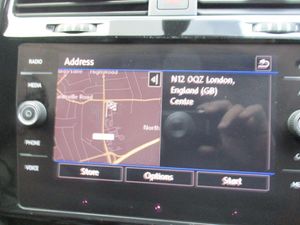 RADIO
Address
MEDIA
PHONE
VOICE
N12 0QZ London,
England (GB)
Centre
North
Store
Options
Start